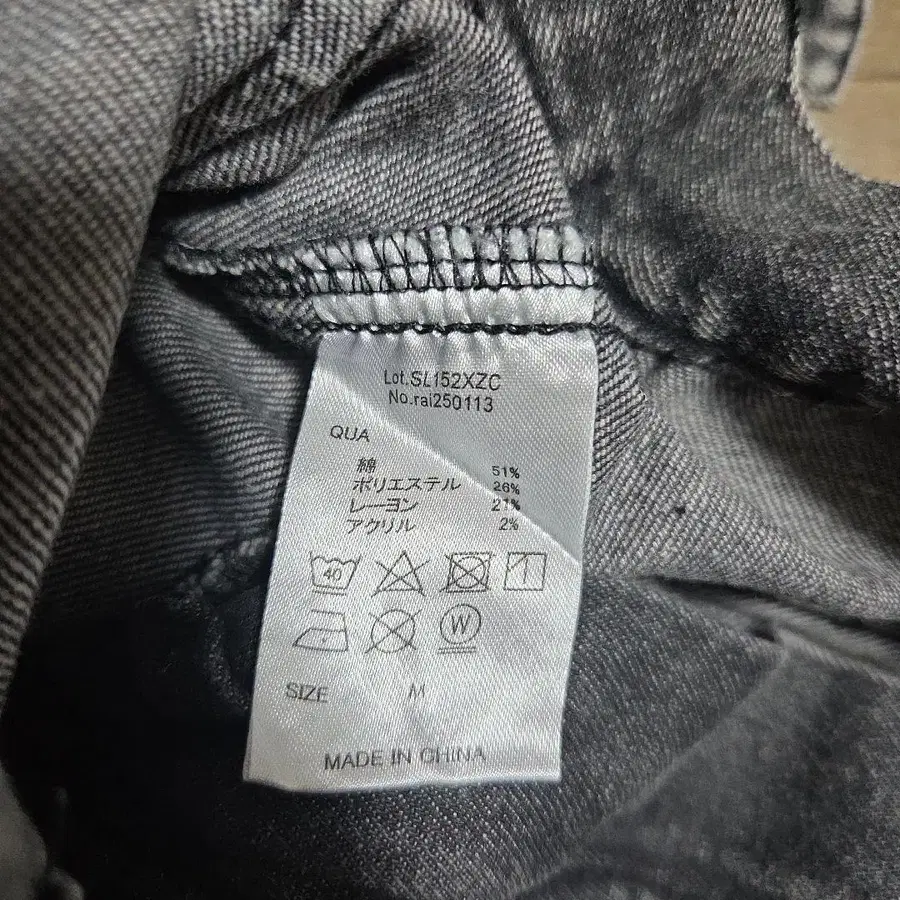 Lot.SL152XZC
No.rai250113
QUA
綿 51%
ポリエステル 26%
レーヨン 21%
アクリル 2%
40
W
SIZE M
MADE IN CHINA